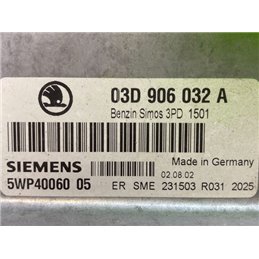 03D 906 032 A
Benzin Simos 3PD 1501
SIEMENS
Made in Germany
02.08.02
5WP40060 05
ER SME 231503 R031 2025